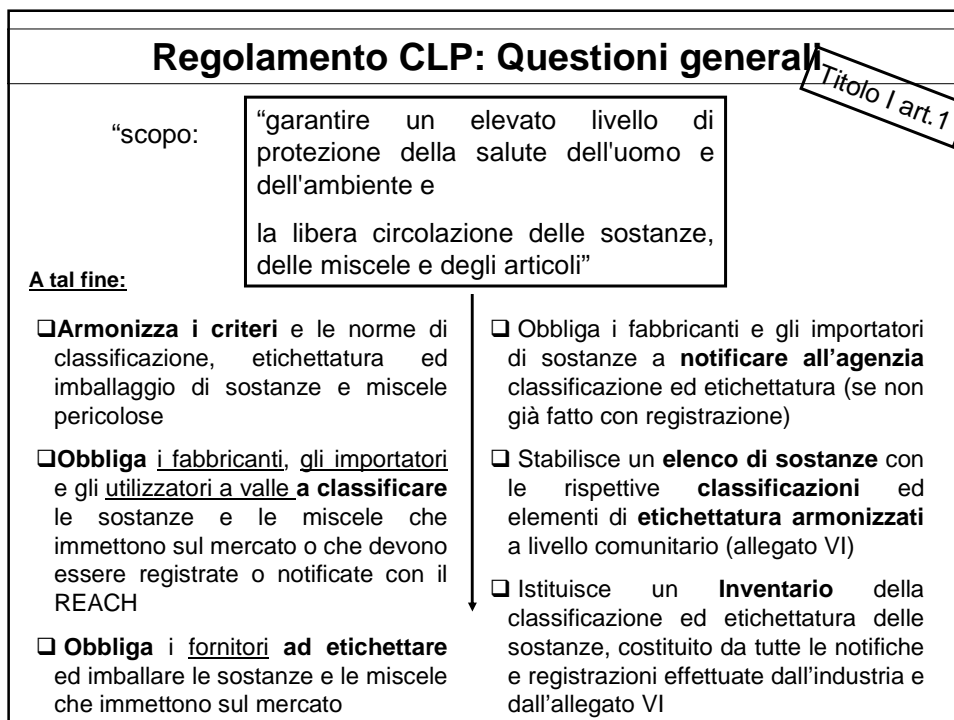 Regolamento CLP: Questioni generali
Titolo I art.1
“scopo:
“garantire un elevato livello di
protezione della salute dell'uomo e
dell'ambiente e
la libera circolazione delle sostanze,
delle miscele e degli articoli”
A tal fine:
❑Armonizza i criteri e le norme di
classificazione, etichettatura ed
imballaggio di sostanze e miscele
pericolose
❑Obbliga i fabbricanti, gli importatori
e gli utilizzatori a valle a classificare
le sostanze e le miscele che
immettono sul mercato o che devono
essere registrate o notificate con il
REACH
❑ Obbliga i fornitori ad etichettare
ed imballare le sostanze e le miscele
che immettono sul mercato
❑ Obbliga i fabbricanti e gli importatori
di sostanze a notificare all’agenzia
classificazione ed etichettatura (se non
già fatto con registrazione)
❑ Stabilisce un elenco di sostanze con
le rispettive classificazioni ed
elementi di etichettatura armonizzati
a livello comunitario (allegato VI)
❑ Istituisce un Inventario della
classificazione ed etichettatura delle
sostanze, costituito da tutte le notifiche
e registrazioni effettuate dall’industria e
dall’allegato VI